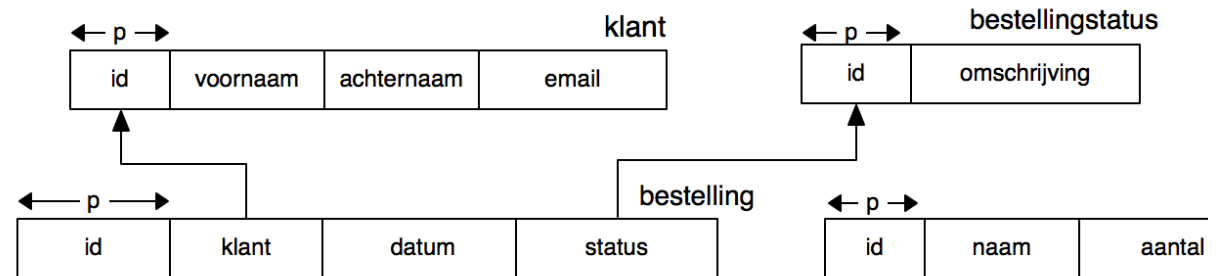 klant
bestellingstatus
p
p
id voornaam achternaam email
id omschrijving
bestelling
p
p
id klant datum status
id naam aantal